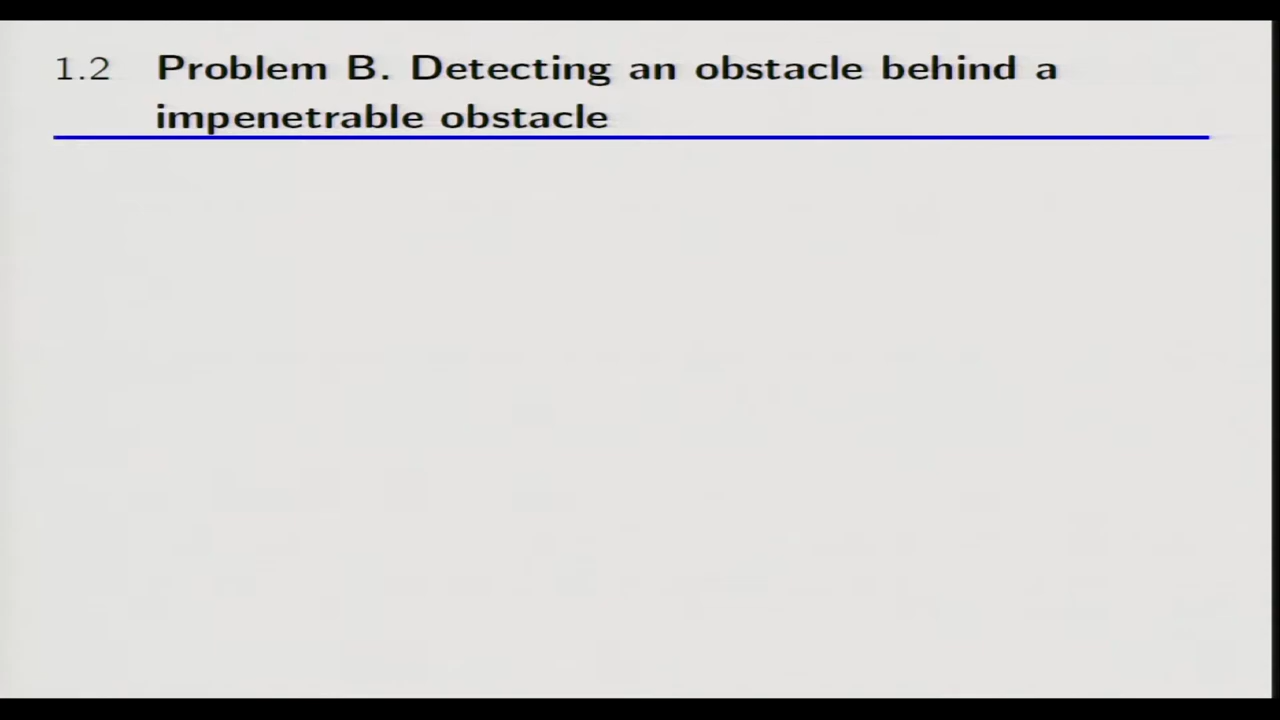 1.2 Problem B. Detecting an obstacle behind a
impenetrable obstacle